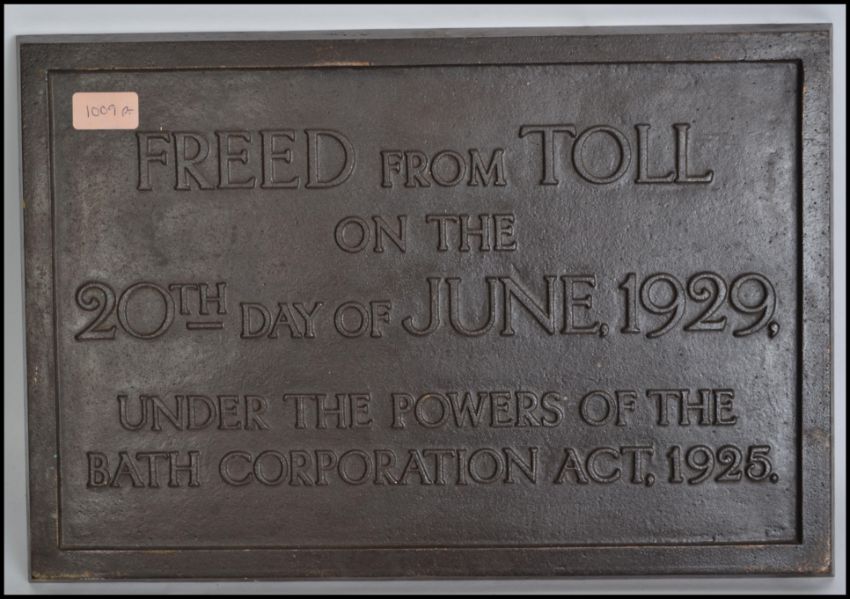 1009
FREED FROM TOLL
ON THE
20TH DAY OF JUNE, 1929,
UNDER THE POWERS OF THE
BATH CORPORATION ACT, 1925.